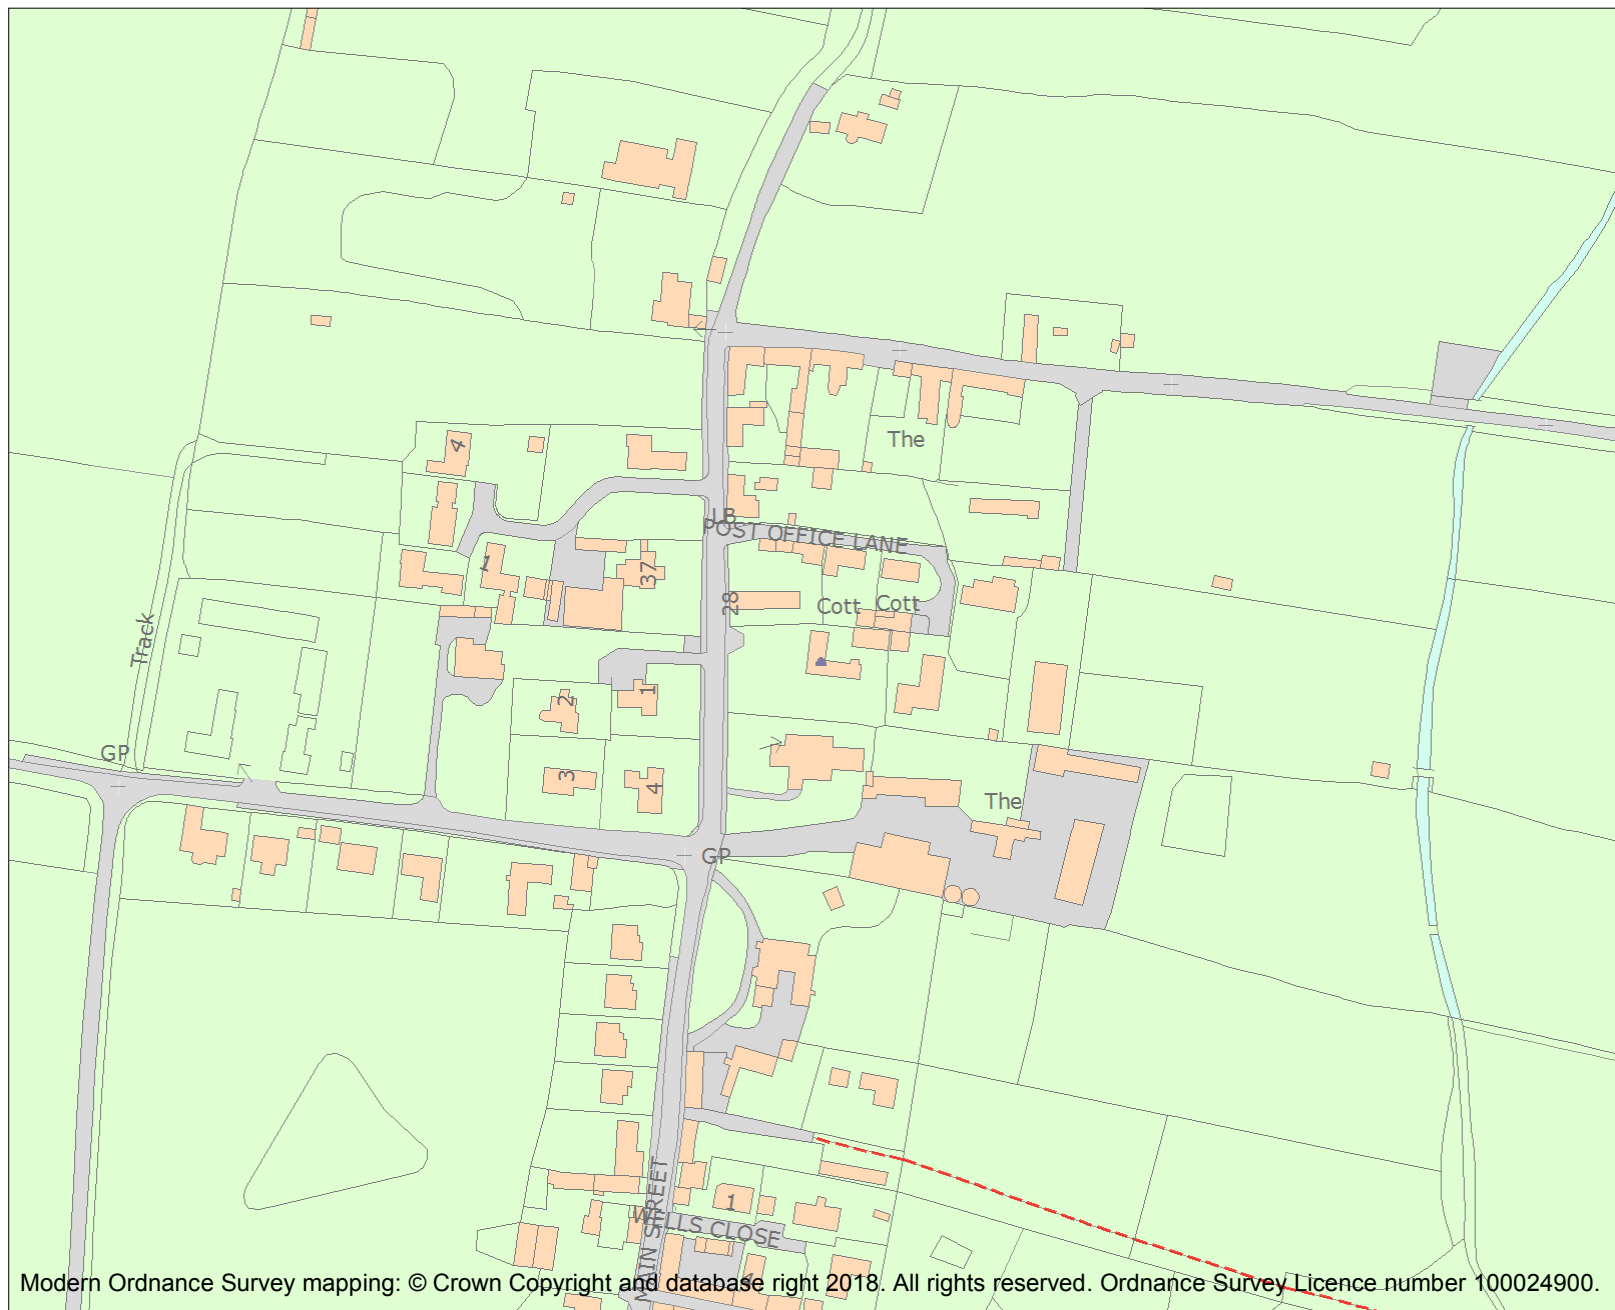 The
4
LB
POST OFFICE LANE
1
37
28
Cott
Cott
Track
1
2
GP
3
4
The
GP
MAIN STREET
1
WELLS CLOSE
4
Modern Ordnance Survey mapping: © Crown Copyright and database right 2018. All rights reserved. Ordnance Survey Licence number 100024900.